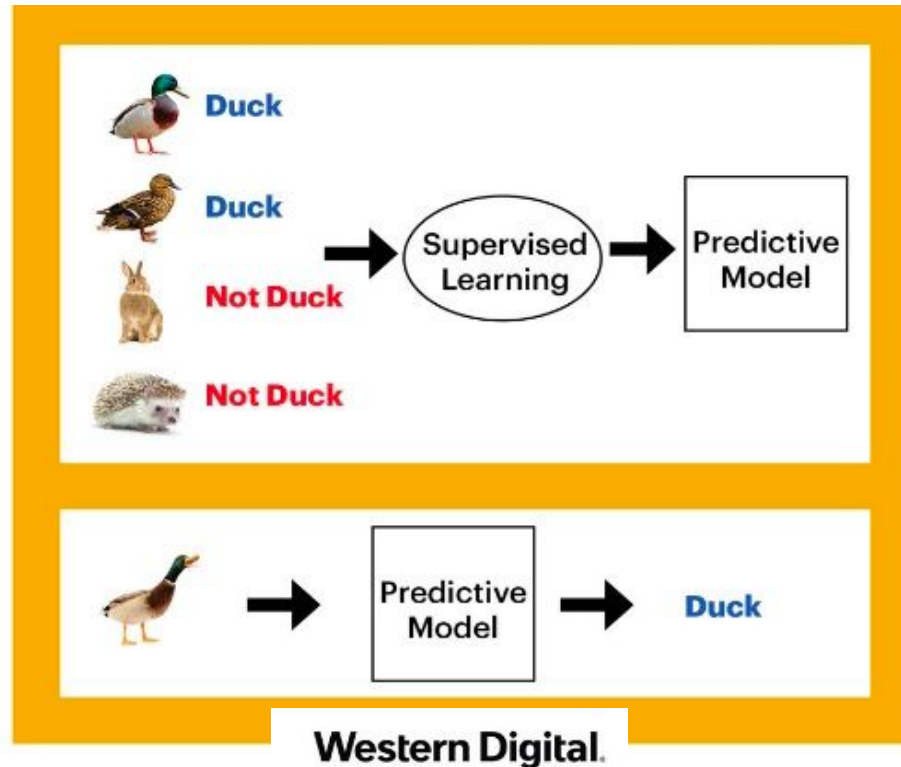 Duck
Duck
Not Duck
Not Duck
Supervised
Learning
Predictive
Model
Predictive
Model
Duck
Western Digital.